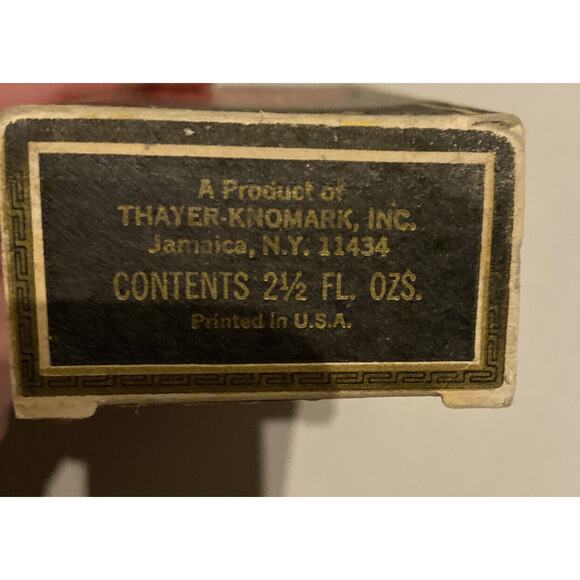 A Product of
THAYER-KNOMARK, INC.
Jamaica, N.Y. 11434
CONTENTS 2½ FL. OZS.
Printed in U.S.A.